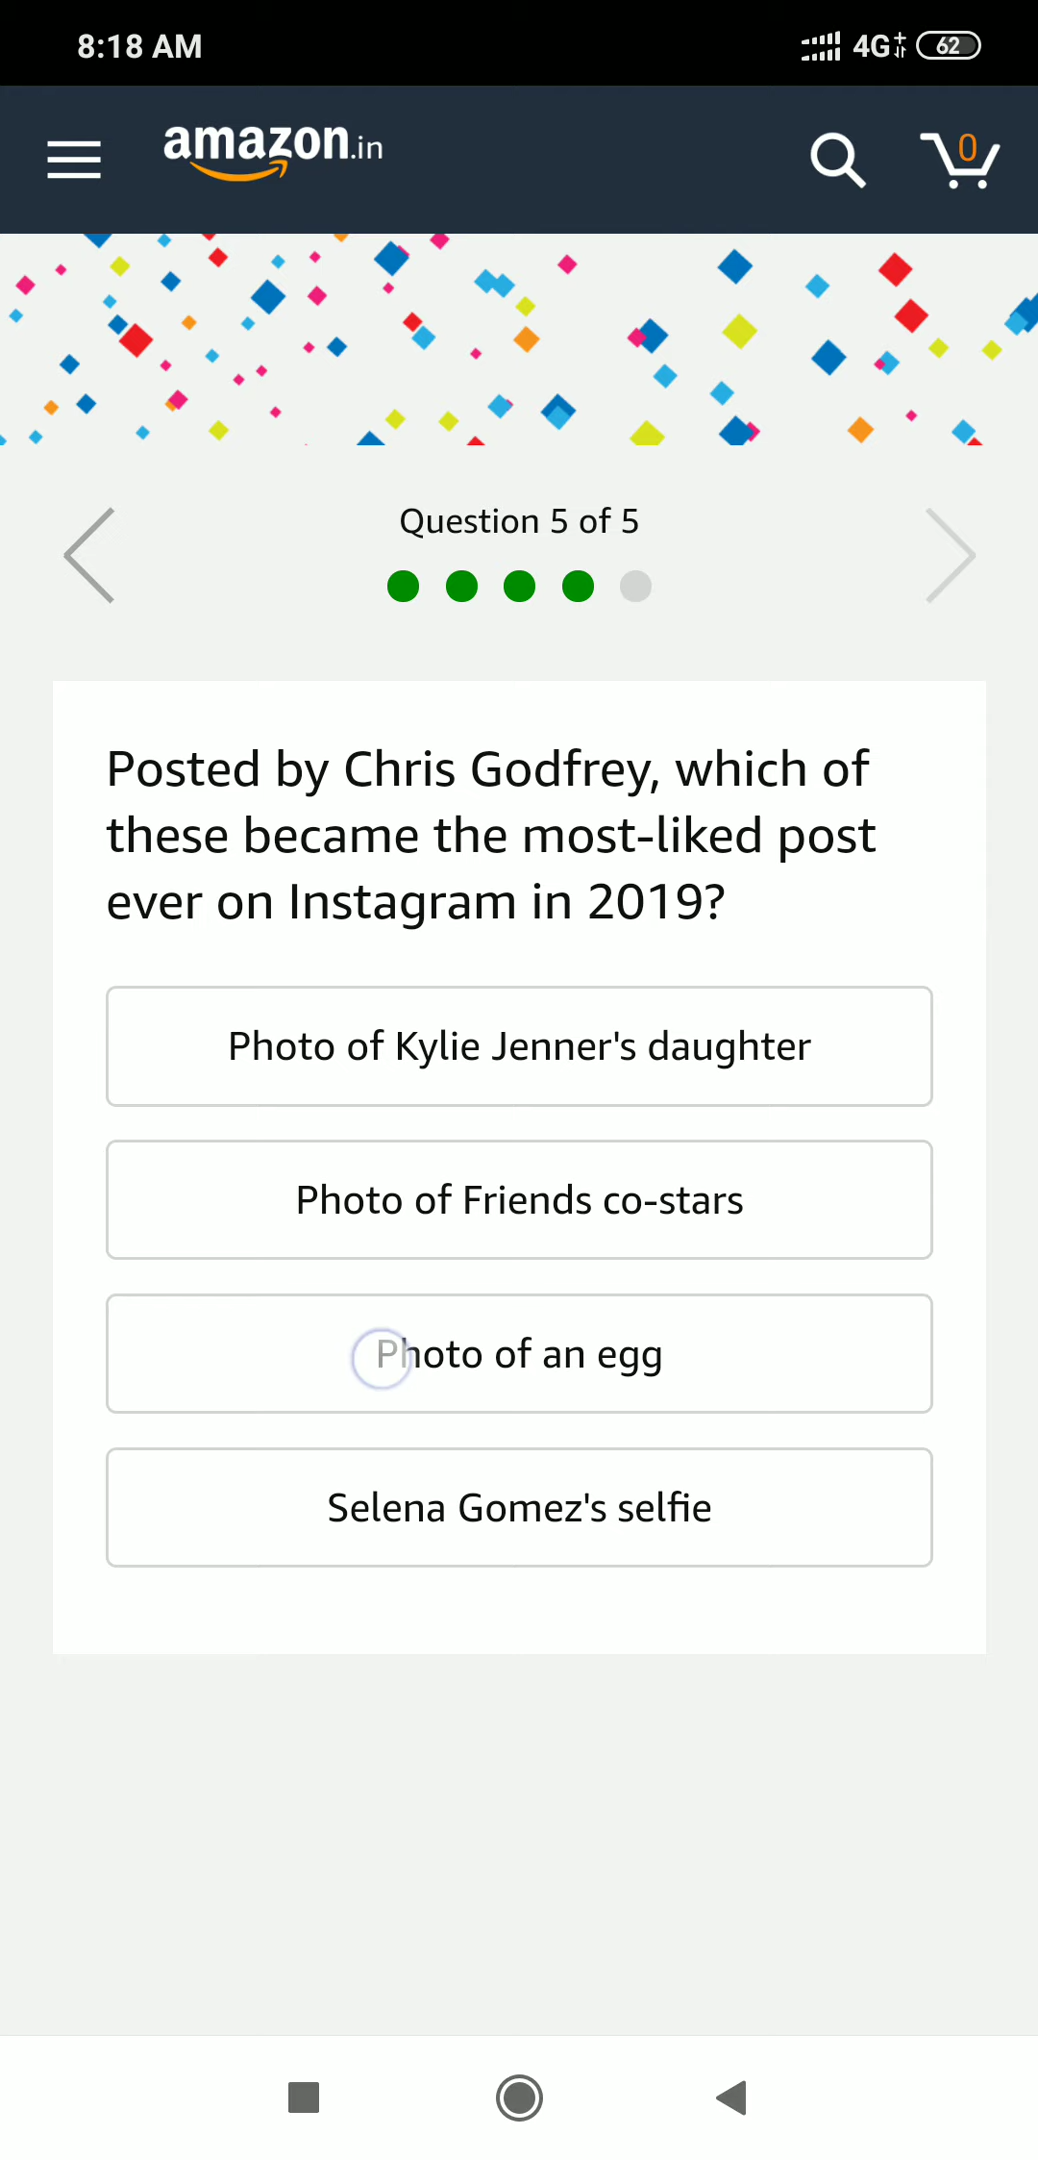 8:18 AM
4G+ 62
amazon.in
0
Question 5 of 5
Posted by Chris Godfrey, which of
these became the most-liked post
ever on Instagram in 2019?
Photo of Kylie Jenner's daughter
Photo of Friends co-stars
Photo of an egg
Selena Gomez's selfie